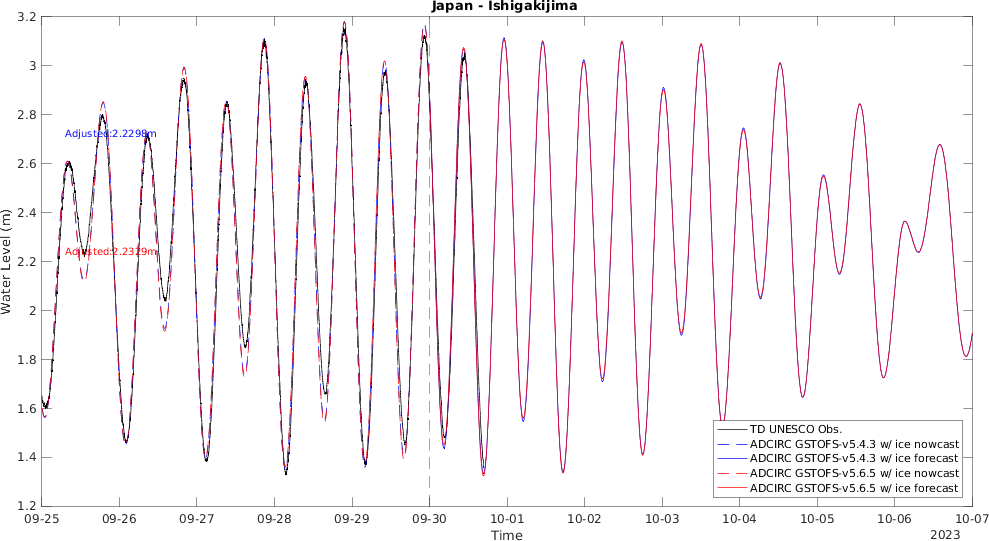 Japan - Ishigakijima
Water Level (m)
3.2
3
2.8
2.6
2.4
2.2
2
1.8
1.6
1.4
1.2
Adjusted:2.2298m
Adjusted:2.2329m
TD UNESCO Obs.
ADCIRC GSTOFS-v5.4.3 w/ ice nowcast
ADCIRC GSTOFS-v5.4.3 w/ ice forecast
ADCIRC GSTOFS-v5.6.5 w/ ice nowcast
ADCIRC GSTOFS-v5.6.5 w/ ice forecast
09-25 09-26 09-27 09-28 09-29 09-30 10-01 10-02 10-03 10-04 10-05 10-06 10-07
Time
2023